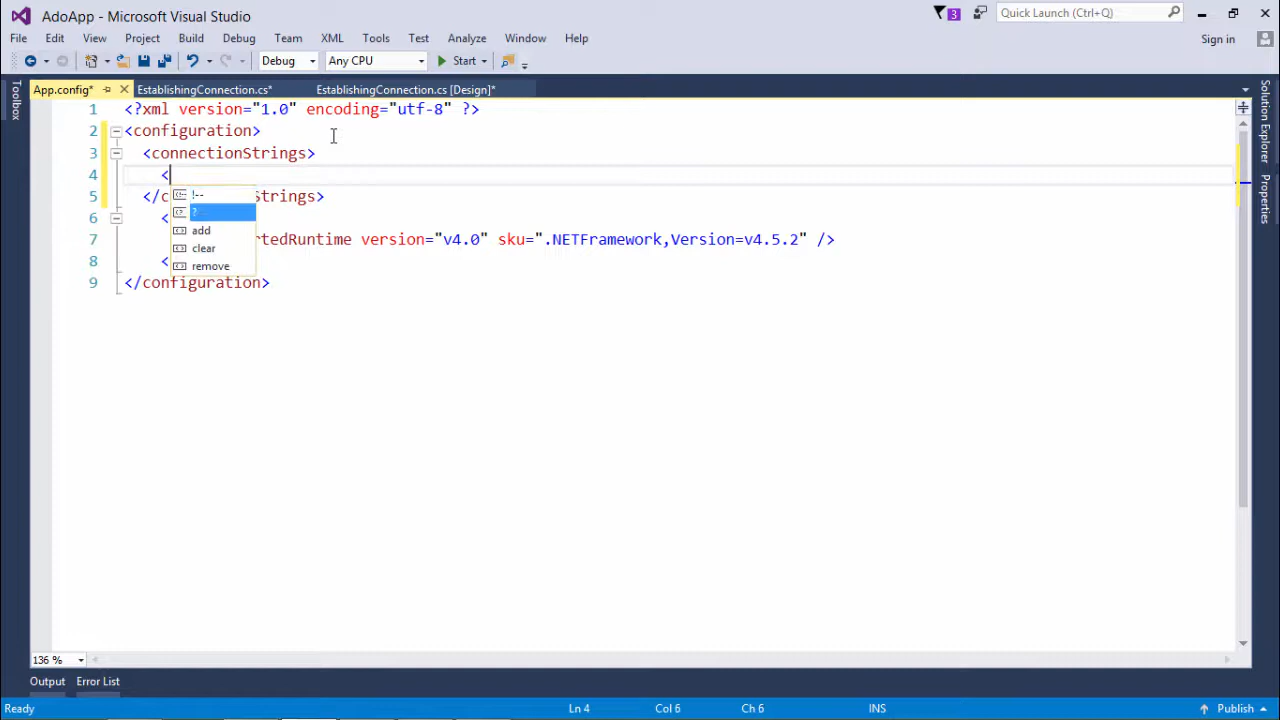 AdoApp - Microsoft Visual Studio
3
Quick Launch (Ctrl+Q)
File Edit View Project Build Debug Team XML Tools Test Analyze Window Help
Sign in
Debug Any CPU Start
Toolbox
App.config* EstablishingConnection.cs* EstablishingConnection.cs [Design]*
1 <?xml version="1.0" encoding="utf-8" ?>
2 <configuration>
3 <connectionStrings>
4 <
!--
5 </c Strings>
?
6 <
add
7 rtedRuntime version="v4.0" sku=".NETFramework,Version=v4.5.2" />
clear
8 <
remove
9 </configuration>
Solution Explorer
Properties
136 %
Output Error List
Ready Ln 4 Col 6 Ch 6 INS Publish